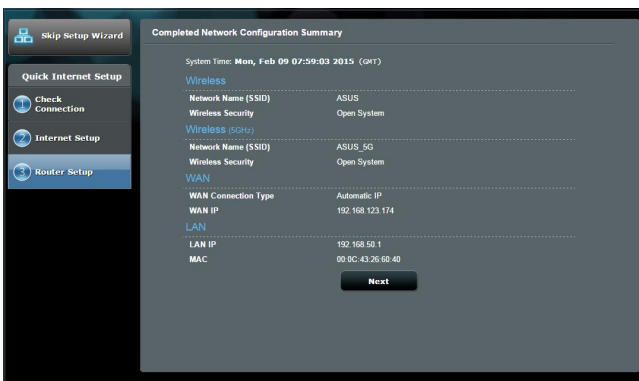 Skip Setup Wizard
Quick Internet Setup
1 Check Connection
2 Internet Setup
3 Router Setup
Completed Network Configuration Summary
System Time: Mon, Feb 09 07:59:03 2015 (GMT)
Wireless
Network Name (SSID) ASUS
Wireless Security Open System
Wireless (5GHz)
Network Name (SSID) ASUS_5G
Wireless Security Open System
WAN
WAN Connection Type Automatic IP
WAN IP 192.168.123.174
LAN
LAN IP 192.168.50.1
MAC 00:0C:43:26:60:40
Next